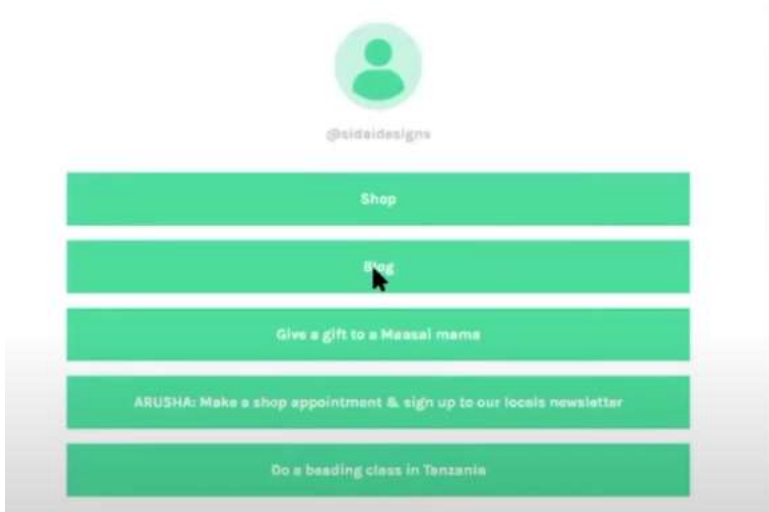 @sidaidesigns
Shop
Blog
Give a gift to a Maasai mama
ARUSHA: Make a shop appointment & sign up to our locals newsletter
Do a beading class in Tanzania